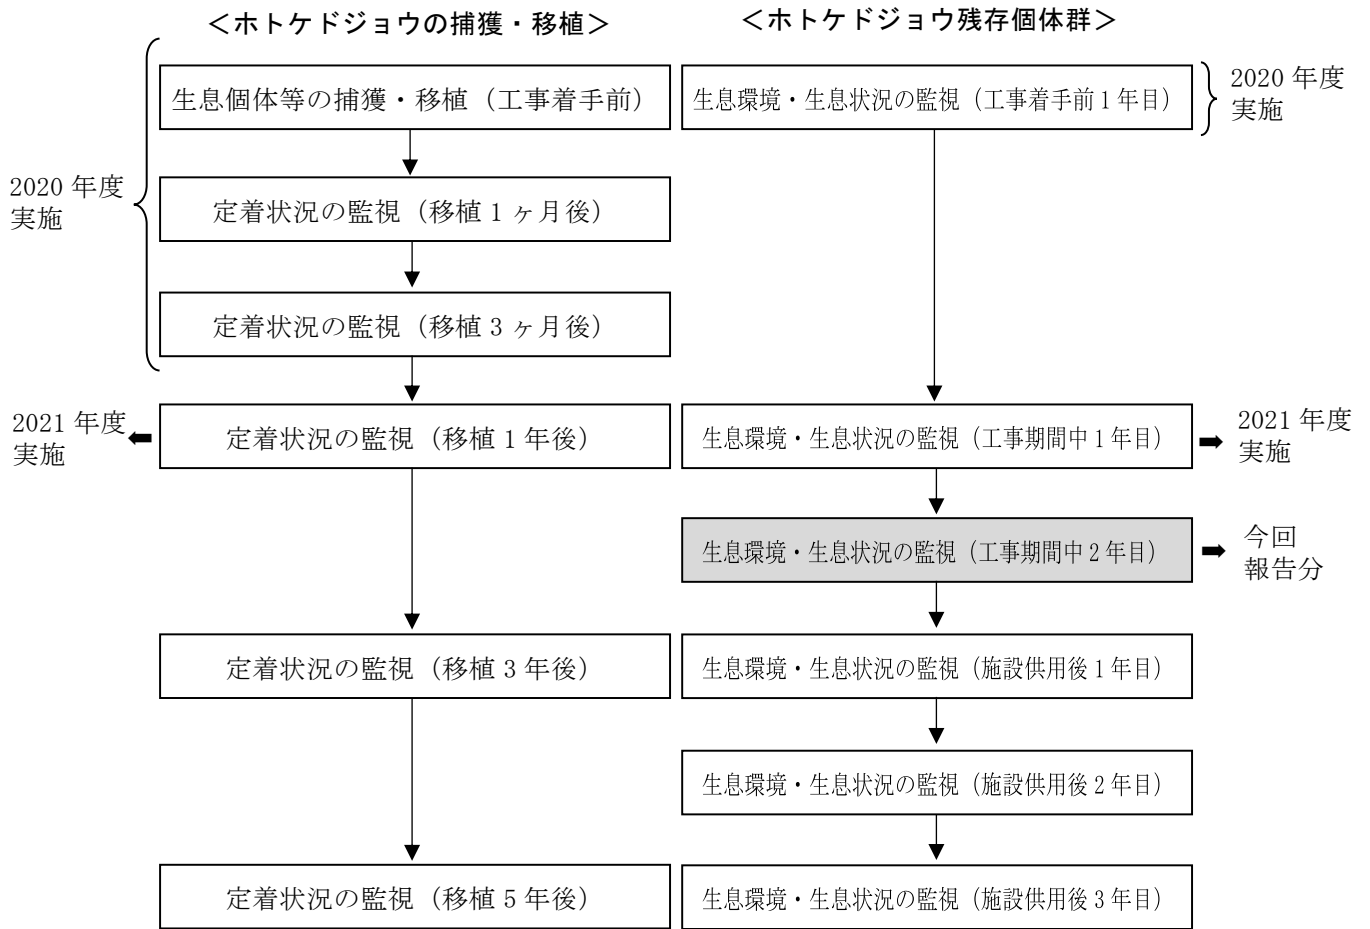 ＜ホトケドジョウの捕獲・移植＞
＜ホトケドジョウ残存個体群＞
生息個体等の捕獲・移植（工事着手前）
生息環境・生息状況の監視（工事着手前 1 年目）
2020 年度
実施
2020 年度
実施
定着状況の監視（移植 1 ヶ月後）
定着状況の監視（移植 3 ヶ月後）
2021 年度
実施
定着状況の監視（移植 1 年後）
生息環境・生息状況の監視（工事期間中 1 年目）
2021 年度
実施
生息環境・生息状況の監視（工事期間中 2 年目）
今回
報告分
定着状況の監視（移植 3 年後）
生息環境・生息状況の監視（施設供用後 1 年目）
生息環境・生息状況の監視（施設供用後 2 年目）
定着状況の監視（移植 5 年後）
生息環境・生息状況の監視（施設供用後 3 年目）